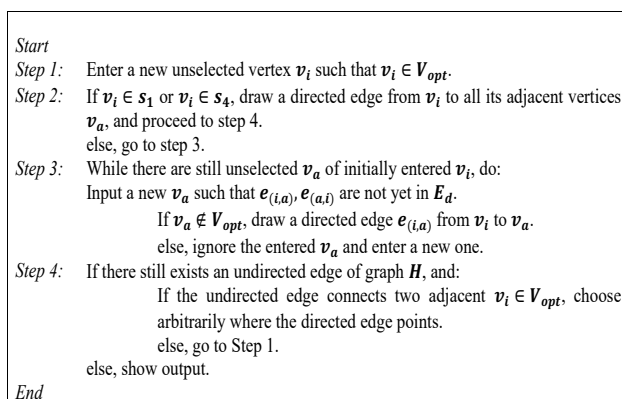 Start
Step 1: Enter a new unselected vertex v_i such that v_i ∈ V_opt.
Step 2: If v_i ∈ s_1 or v_i ∈ s_4, draw a directed edge from v_i to all its adjacent vertices
v_a, and proceed to step 4.
else, go to step 3.
Step 3: While there are still unselected v_a of initially entered v_i, do:
Input a new v_a such that e_(i,a), e_(a,i) are not yet in E_d.
If v_a ∉ V_opt, draw a directed edge e_(i,a) from v_i to v_a.
else, ignore the entered v_a and enter a new one.
Step 4: If there still exists an undirected edge of graph H, and:
If the undirected edge connects two adjacent v_i ∈ V_opt, choose
arbitrarily where the directed edge points.
else, go to Step 1.
else, show output.
End